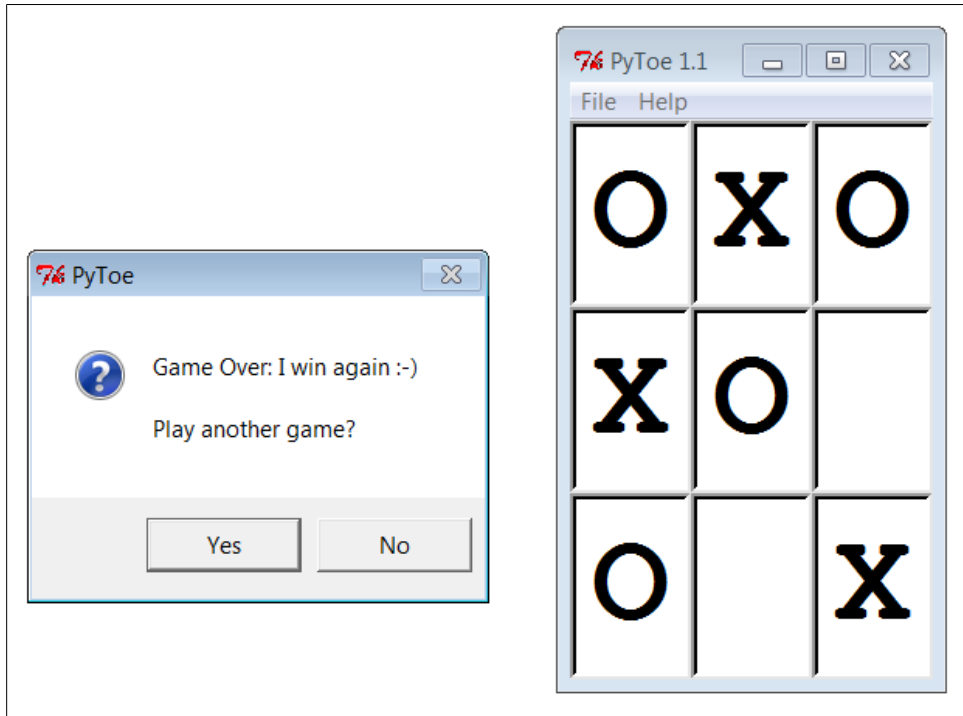 PyToe
Game Over: I win again :-)
Play another game?
Yes No
PyToe 1.1
File Help
O X O
X O
O X